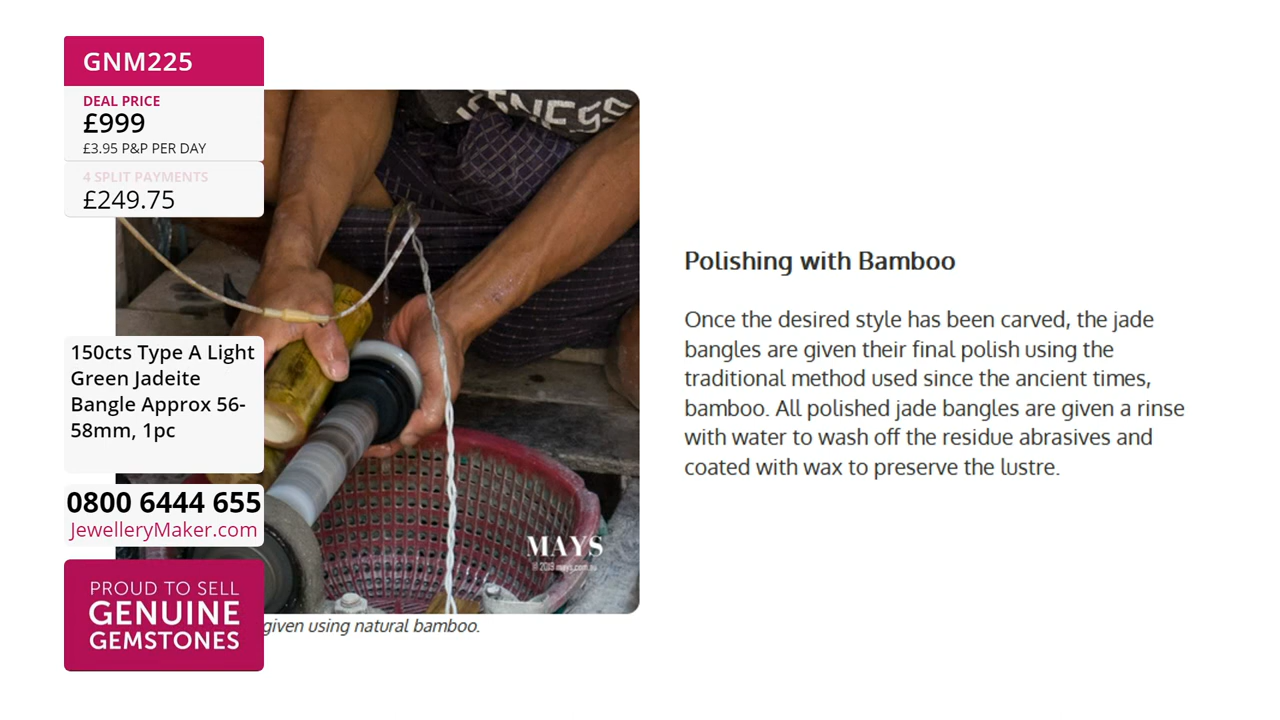 GNM225
DEAL PRICE
£999
£3.95 P&P PER DAY
4 SPLIT PAYMENTS
£249.75
150cts Type A Light
Green Jadeite
Bangle Approx 56-
58mm, 1pc
0800 6444 655
JewelleryMaker.com
PROUD TO SELL
GENUINE
GEMSTONES
MAYS
© 2019 mays.com.au
given using natural bamboo.
Polishing with Bamboo
Once the desired style has been carved, the jade
bangles are given their final polish using the
traditional method used since the ancient times,
bamboo. All polished jade bangles are given a rinse
with water to wash off the residue abrasives and
coated with wax to preserve the lustre.